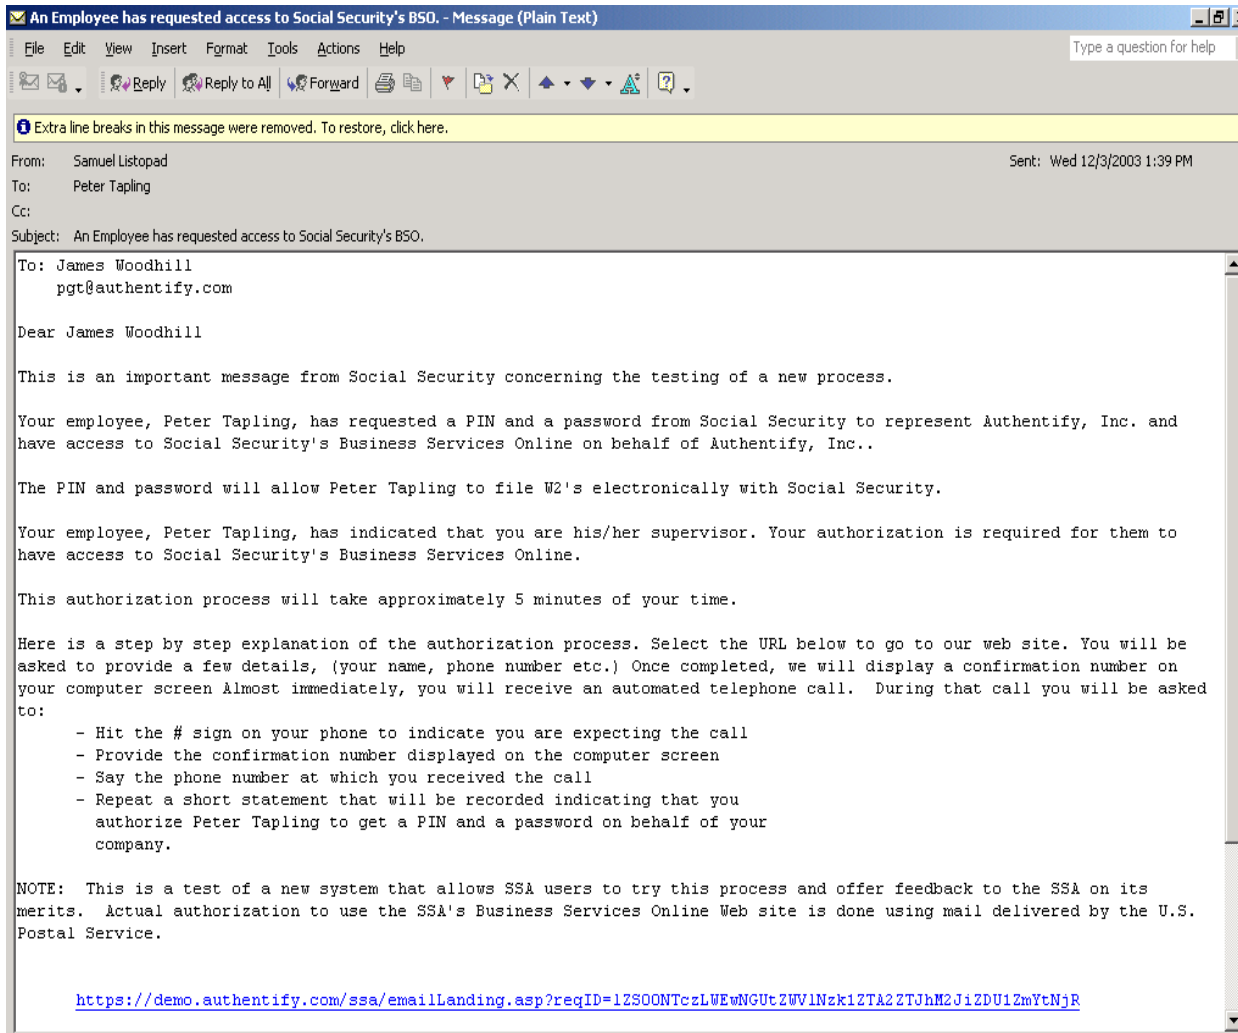 An Employee has requested access to Social Security's BSO. - Message (Plain Text)
File Edit View Insert Format Tools Actions Help
Type a question for help
Reply Reply to All Forward
Extra line breaks in this message were removed. To restore, click here.
From: Samuel Listopad
Sent: Wed 12/3/2003 1:39 PM
To: Peter Tapling
Cc:
Subject: An Employee has requested access to Social Security's BSO.
To: James Woodhill
pgt@authentify.com
Dear James Woodhill
This is an important message from Social Security concerning the testing of a new process.
Your employee, Peter Tapling, has requested a PIN and a password from Social Security to represent Authentify, Inc. and
have access to Social Security's Business Services Online on behalf of Authentify, Inc..
The PIN and password will allow Peter Tapling to file W2's electronically with Social Security.
Your employee, Peter Tapling, has indicated that you are his/her supervisor. Your authorization is required for them to
have access to Social Security's Business Services Online.
This authorization process will take approximately 5 minutes of your time.
Here is a step by step explanation of the authorization process. Select the URL below to go to our web site. You will be
asked to provide a few details, (your name, phone number etc.) Once completed, we will display a confirmation number on
your computer screen Almost immediately, you will receive an automated telephone call. During that call you will be asked
to:
- Hit the # sign on your phone to indicate you are expecting the call
- Provide the confirmation number displayed on the computer screen
- Say the phone number at which you received the call
- Repeat a short statement that will be recorded indicating that you
authorize Peter Tapling to get a PIN and a password on behalf of your
company.
NOTE: This is a test of a new system that allows SSA users to try this process and offer feedback to the SSA on its
merits. Actual authorization to use the SSA's Business Services Online Web site is done using mail delivered by the U.S.
Postal Service.
https://demo.authentify.com/ssa/emailLanding.asp?reqID=lZSOONTczLWEwNGUtZWVlNzk1ZTA2ZTJhM2JiZDU1ZmYtNjR